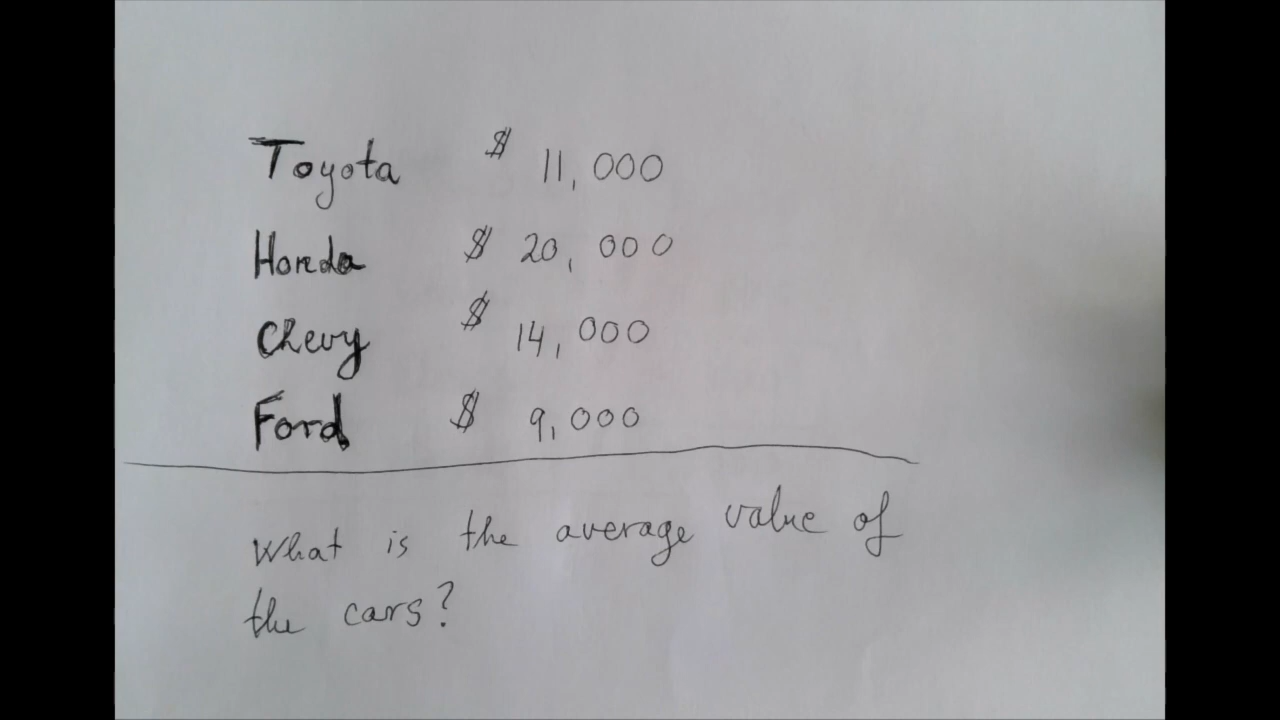 Toyota $ 11,000
Honda $ 20,000
Chevy $ 14,000
Ford $ 9,000
What is the average value of
the cars?